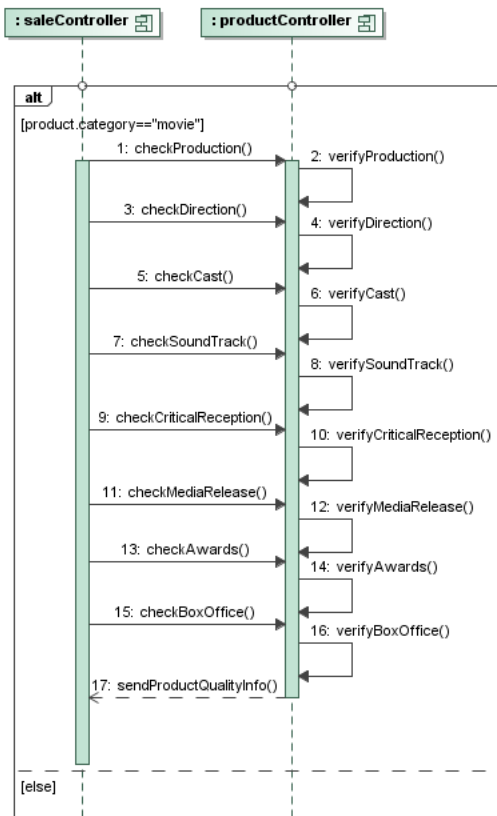 : saleController
: productController
alt
[product.category=="movie"]
1: checkProduction()
2: verifyProduction()
3: checkDirection()
4: verifyDirection()
5: checkCast()
6: verifyCast()
7: checkSoundTrack()
8: verifySoundTrack()
9: checkCriticalReception()
10: verifyCriticalReception()
11: checkMediaRelease()
12: verifyMediaRelease()
13: checkAwards()
14: verifyAwards()
15: checkBoxOffice()
16: verifyBoxOffice()
17: sendProductQualityInfo()
[else]